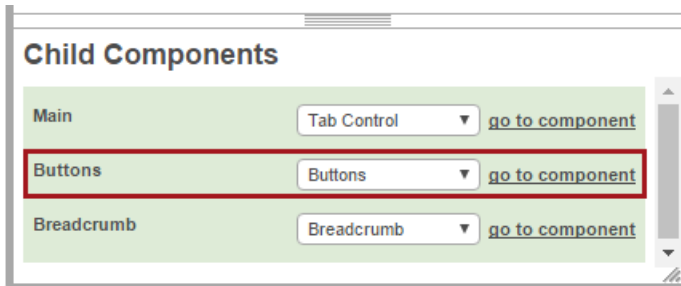 Child Components
Main Tab Control go to component
Buttons Buttons go to component
Breadcrumb Breadcrumb go to component